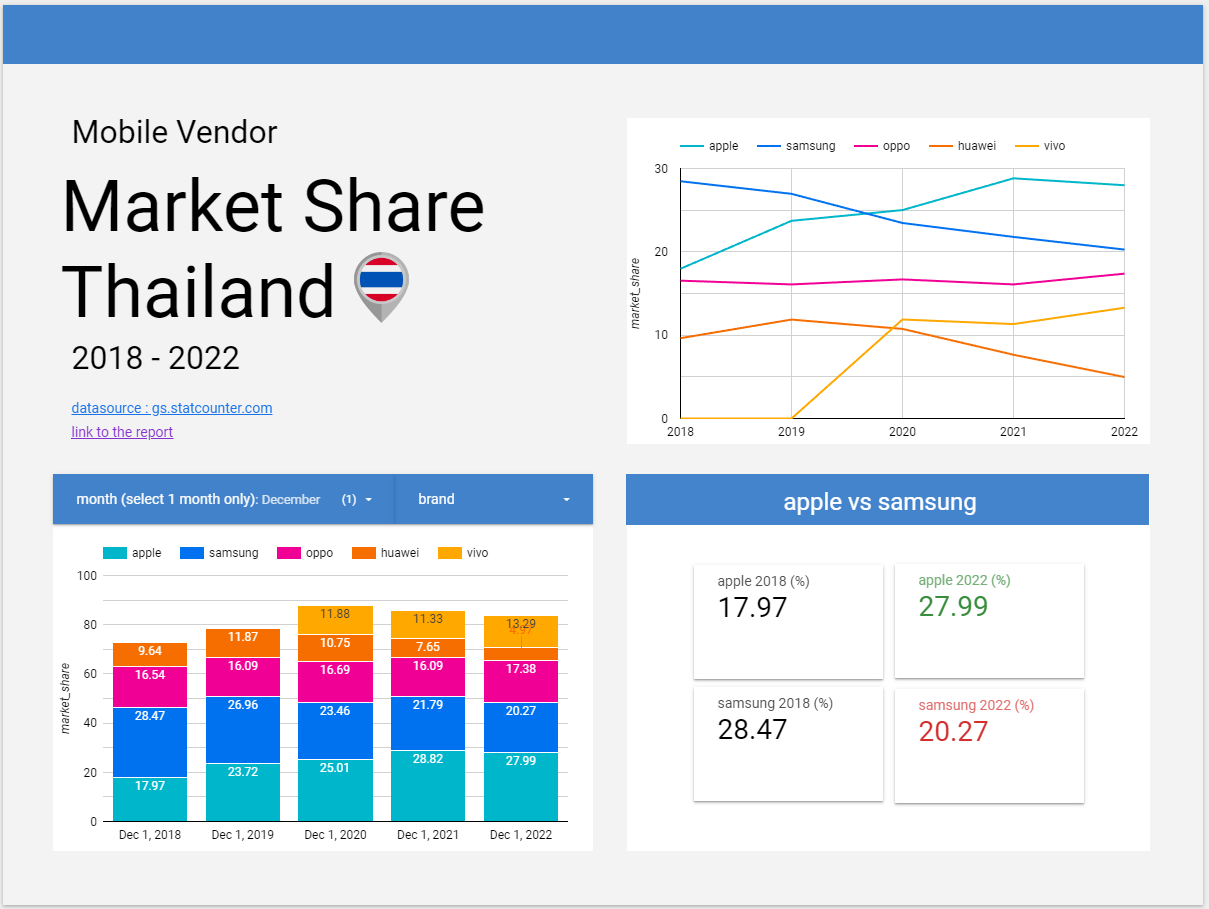 Mobile Vendor
Market Share
Thailand
2018 - 2022
datasource : gs.statcounter.com
link to the report
apple samsung oppo huawei vivo
30
20
10
0
market_share
2018 2019 2020 2021 2022
month (select 1 month only): December (1) brand
apple samsung oppo huawei vivo
100
80
60
40
20
0
market_share
9.64 11.87 11.88 11.33 13.29
16.54 16.09 10.75 7.65 4.97
28.47 26.96 16.69 16.09 17.38
17.97 23.72 23.46 21.79 20.27
25.01 28.82 27.99
Dec 1, 2018 Dec 1, 2019 Dec 1, 2020 Dec 1, 2021 Dec 1, 2022
apple vs samsung
apple 2018 (%) apple 2022 (%)
17.97 27.99
samsung 2018 (%) samsung 2022 (%)
28.47 20.27